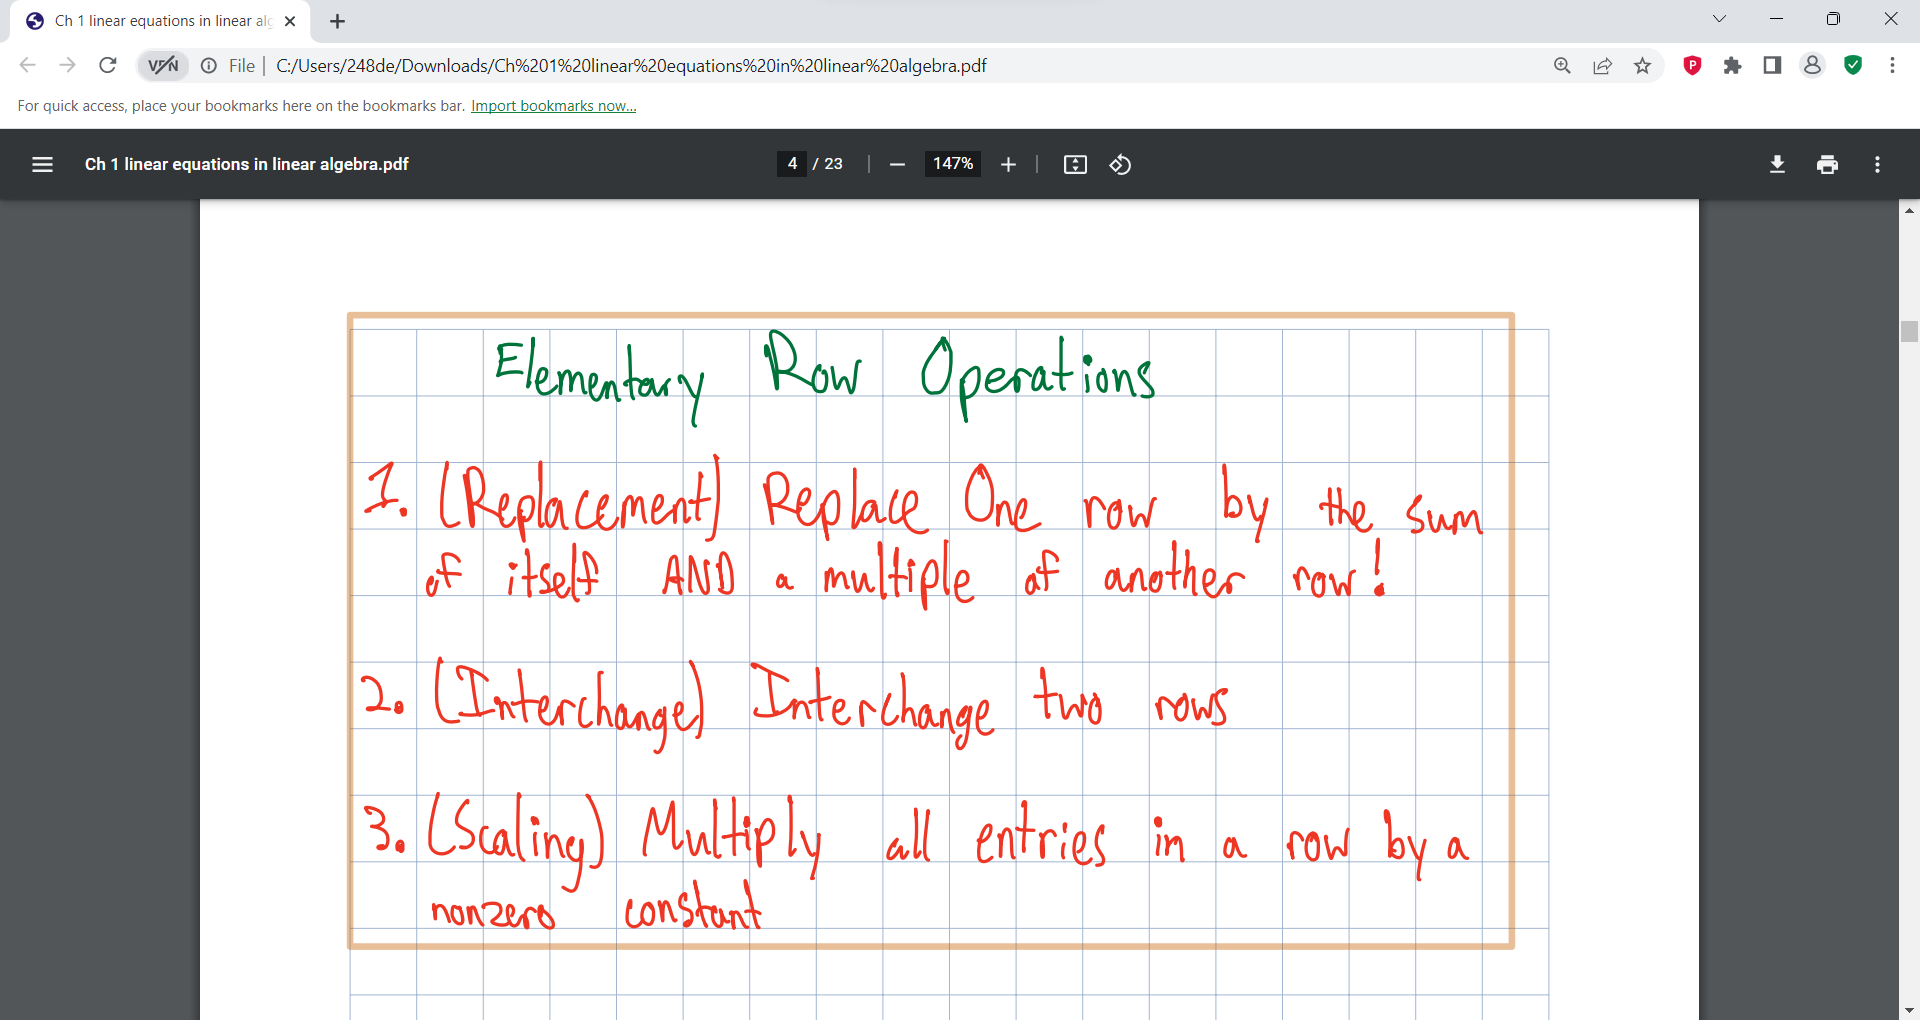 Ch 1 linear equations in linear alg
File C:/Users/248de/Downloads/Ch%201%20linear%20equations%20in%20linear%20algebra.pdf
For quick access, place your bookmarks here on the bookmarks bar. Import bookmarks now...
Ch 1 linear equations in linear algebra.pdf 4 / 23 147%
Elementary Row Operations
1. (Replacement) Replace One row by the sum
of itself AND a multiple of another row!
2. (Interchange) Interchange two rows
3. (Scaling) Multiply all entries in a row by a
nonzero constant